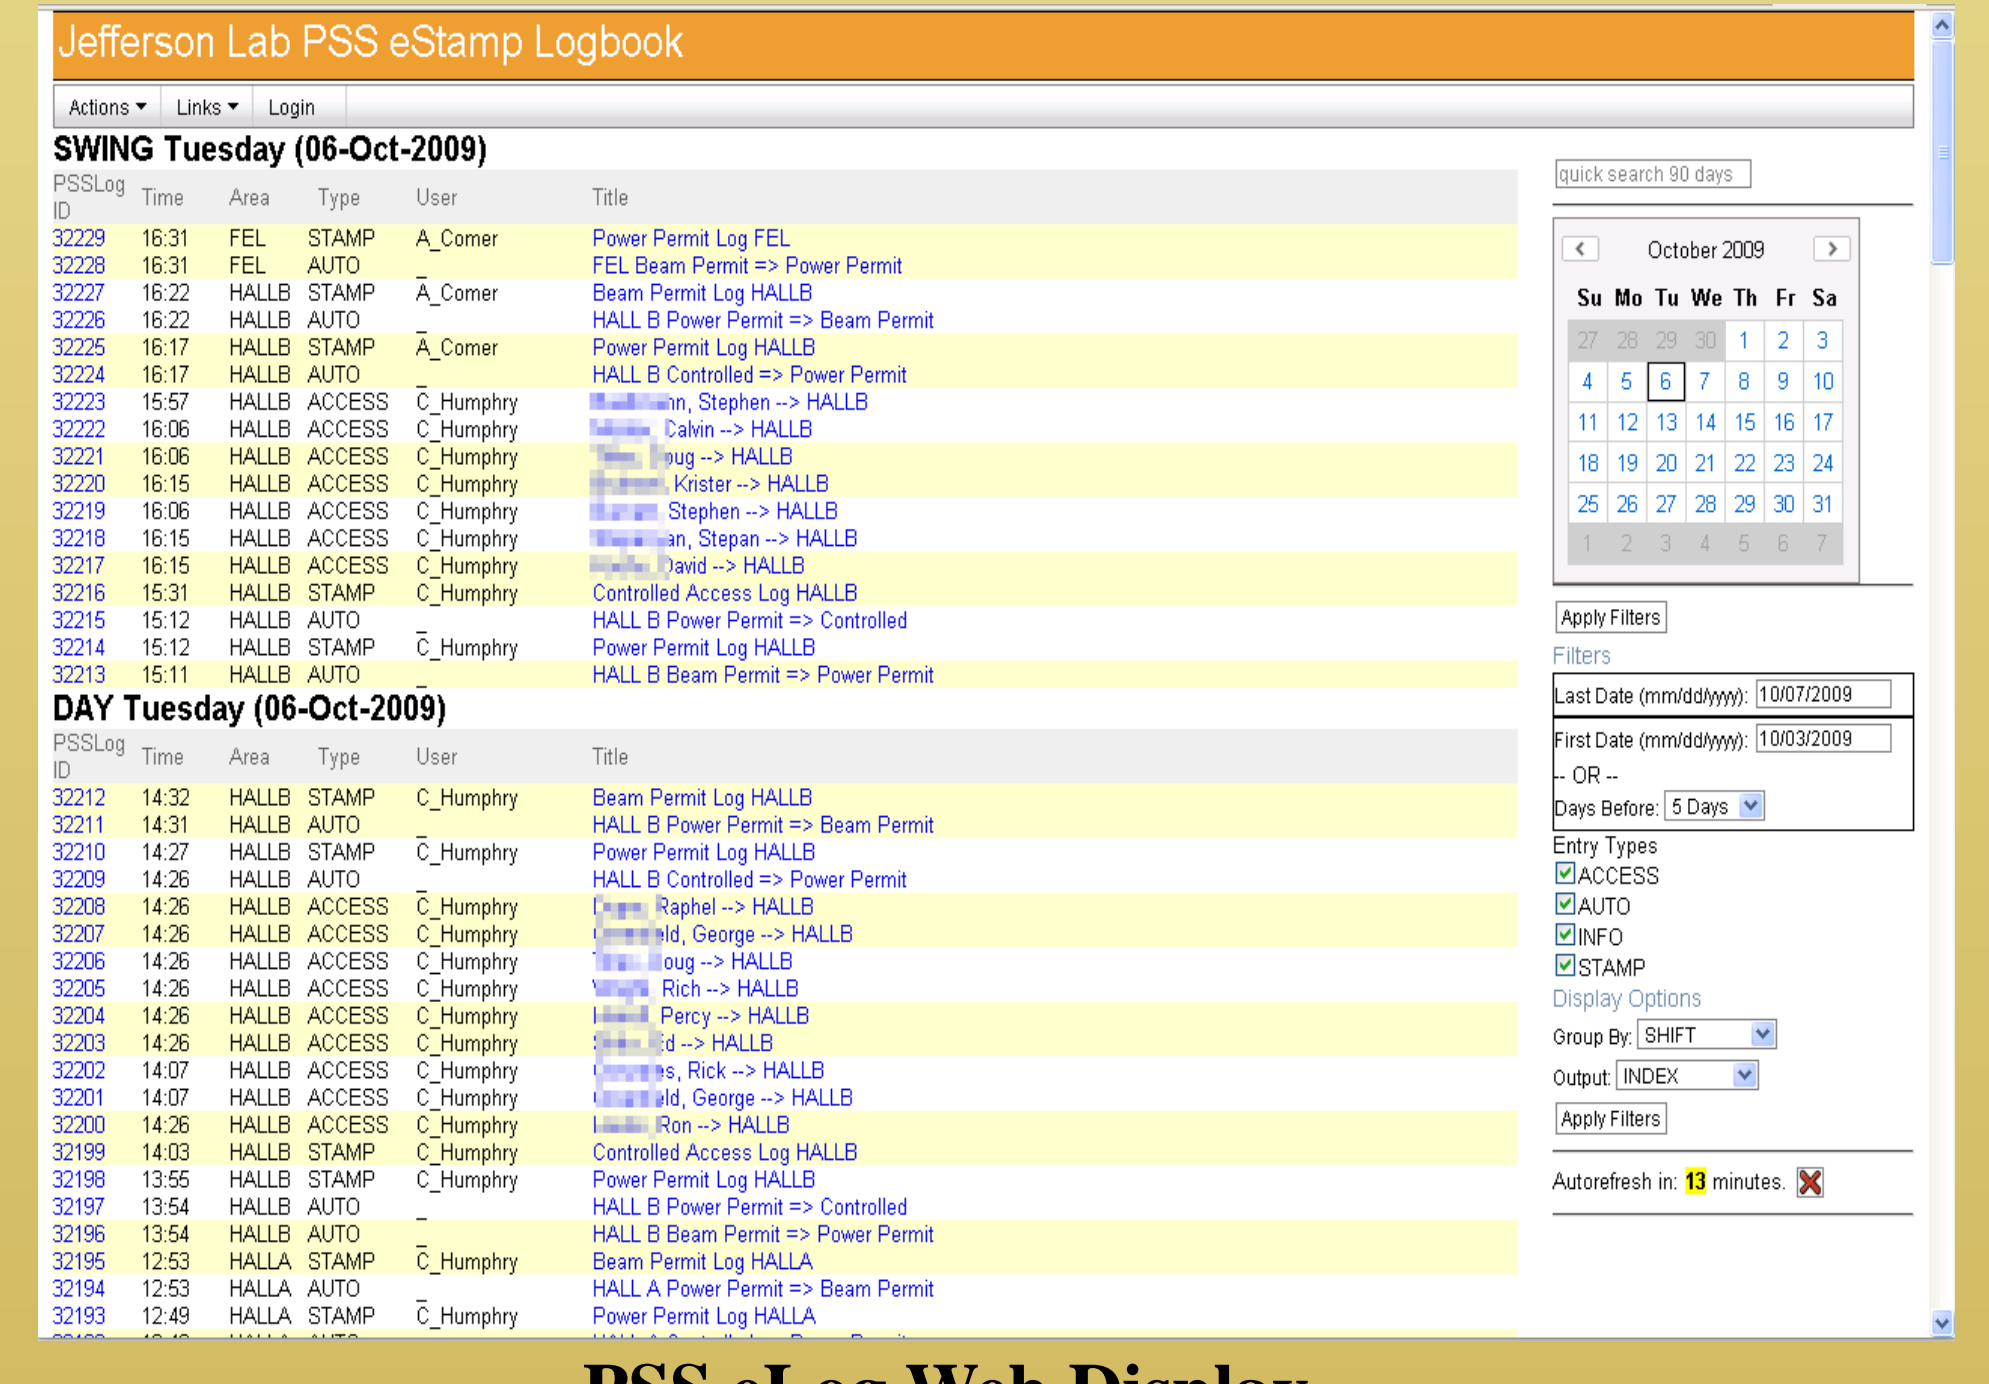 Jefferson Lab PSS eStamp Logbook
Actions Links Login
SWING Tuesday (06-Oct-2009)
PSSLog ID Time Area Type User Title
32229 16:31 FEL STAMP A_Comer Power Permit Log FEL
32228 16:31 FEL AUTO _ FEL Beam Permit => Power Permit
32227 16:22 HALLB STAMP A_Comer Beam Permit Log HALLB
32226 16:22 HALLB AUTO _ HALL B Power Permit => Beam Permit
32225 16:17 HALLB STAMP A_Comer Power Permit Log HALLB
32224 16:17 HALLB AUTO _ HALL B Controlled => Power Permit
32223 15:57 HALLB ACCESS C_Humphry Stephen --> HALLB
32222 16:06 HALLB ACCESS C_Humphry Calvin --> HALLB
32221 16:06 HALLB ACCESS C_Humphry --> HALLB
32220 16:15 HALLB ACCESS C_Humphry Krister --> HALLB
32219 16:06 HALLB ACCESS C_Humphry Stephen --> HALLB
32218 16:15 HALLB ACCESS C_Humphry Stepan --> HALLB
32217 16:15 HALLB ACCESS C_Humphry David --> HALLB
32216 15:31 HALLB STAMP C_Humphry Controlled Access Log HALLB
32215 15:12 HALLB AUTO _ HALL B Power Permit => Controlled
32214 15:12 HALLB STAMP C_Humphry Power Permit Log HALLB
32213 15:11 HALLB AUTO _ HALL B Beam Permit => Power Permit
DAY Tuesday (06-Oct-2009)
PSSLog ID Time Area Type User Title
32212 14:32 HALLB STAMP C_Humphry Beam Permit Log HALLB
32211 14:31 HALLB AUTO _ HALL B Power Permit => Beam Permit
32210 14:27 HALLB STAMP C_Humphry Power Permit Log HALLB
32209 14:26 HALLB AUTO _ HALL B Controlled => Power Permit
32208 14:26 HALLB ACCESS C_Humphry Raphel --> HALLB
32207 14:26 HALLB ACCESS C_Humphry George --> HALLB
32206 14:26 HALLB ACCESS C_Humphry --> HALLB
32205 14:26 HALLB ACCESS C_Humphry Rich --> HALLB
32204 14:26 HALLB ACCESS C_Humphry Percy --> HALLB
32203 14:26 HALLB ACCESS C_Humphry --> HALLB
32202 14:07 HALLB ACCESS C_Humphry Rick --> HALLB
32201 14:07 HALLB ACCESS C_Humphry George --> HALLB
32200 14:26 HALLB ACCESS C_Humphry Ron --> HALLB
32199 14:03 HALLB STAMP C_Humphry Controlled Access Log HALLB
32198 13:55 HALLB STAMP C_Humphry Power Permit Log HALLB
32197 13:54 HALLB AUTO _ HALL B Power Permit => Controlled
32196 13:54 HALLB AUTO _ HALL B Beam Permit => Power Permit
32195 12:53 HALLA STAMP C_Humphry Beam Permit Log HALLA
32194 12:53 HALLA AUTO _ HALL A Power Permit => Beam Permit
32193 12:49 HALLA STAMP C_Humphry Power Permit Log HALLA
quick search 90 days
< October 2009 >
Su Mo Tu We Th Fr Sa
27 28 29 30 1 2 3
4 5 6 7 8 9 10
11 12 13 14 15 16 17
18 19 20 21 22 23 24
25 26 27 28 29 30 31
1 2 3 4 5 6 7
Apply Filters
Filters
Last Date (mm/dd/yyyy): 10/07/2009
First Date (mm/dd/yyyy): 10/03/2009
-- OR --
Days Before: 5 Days
Entry Types
ACCESS
AUTO
INFO
STAMP
Display Options
Group By: SHIFT
Output: INDEX
Apply Filters
Autorefresh in: 13 minutes.
PSS eLog Web Display